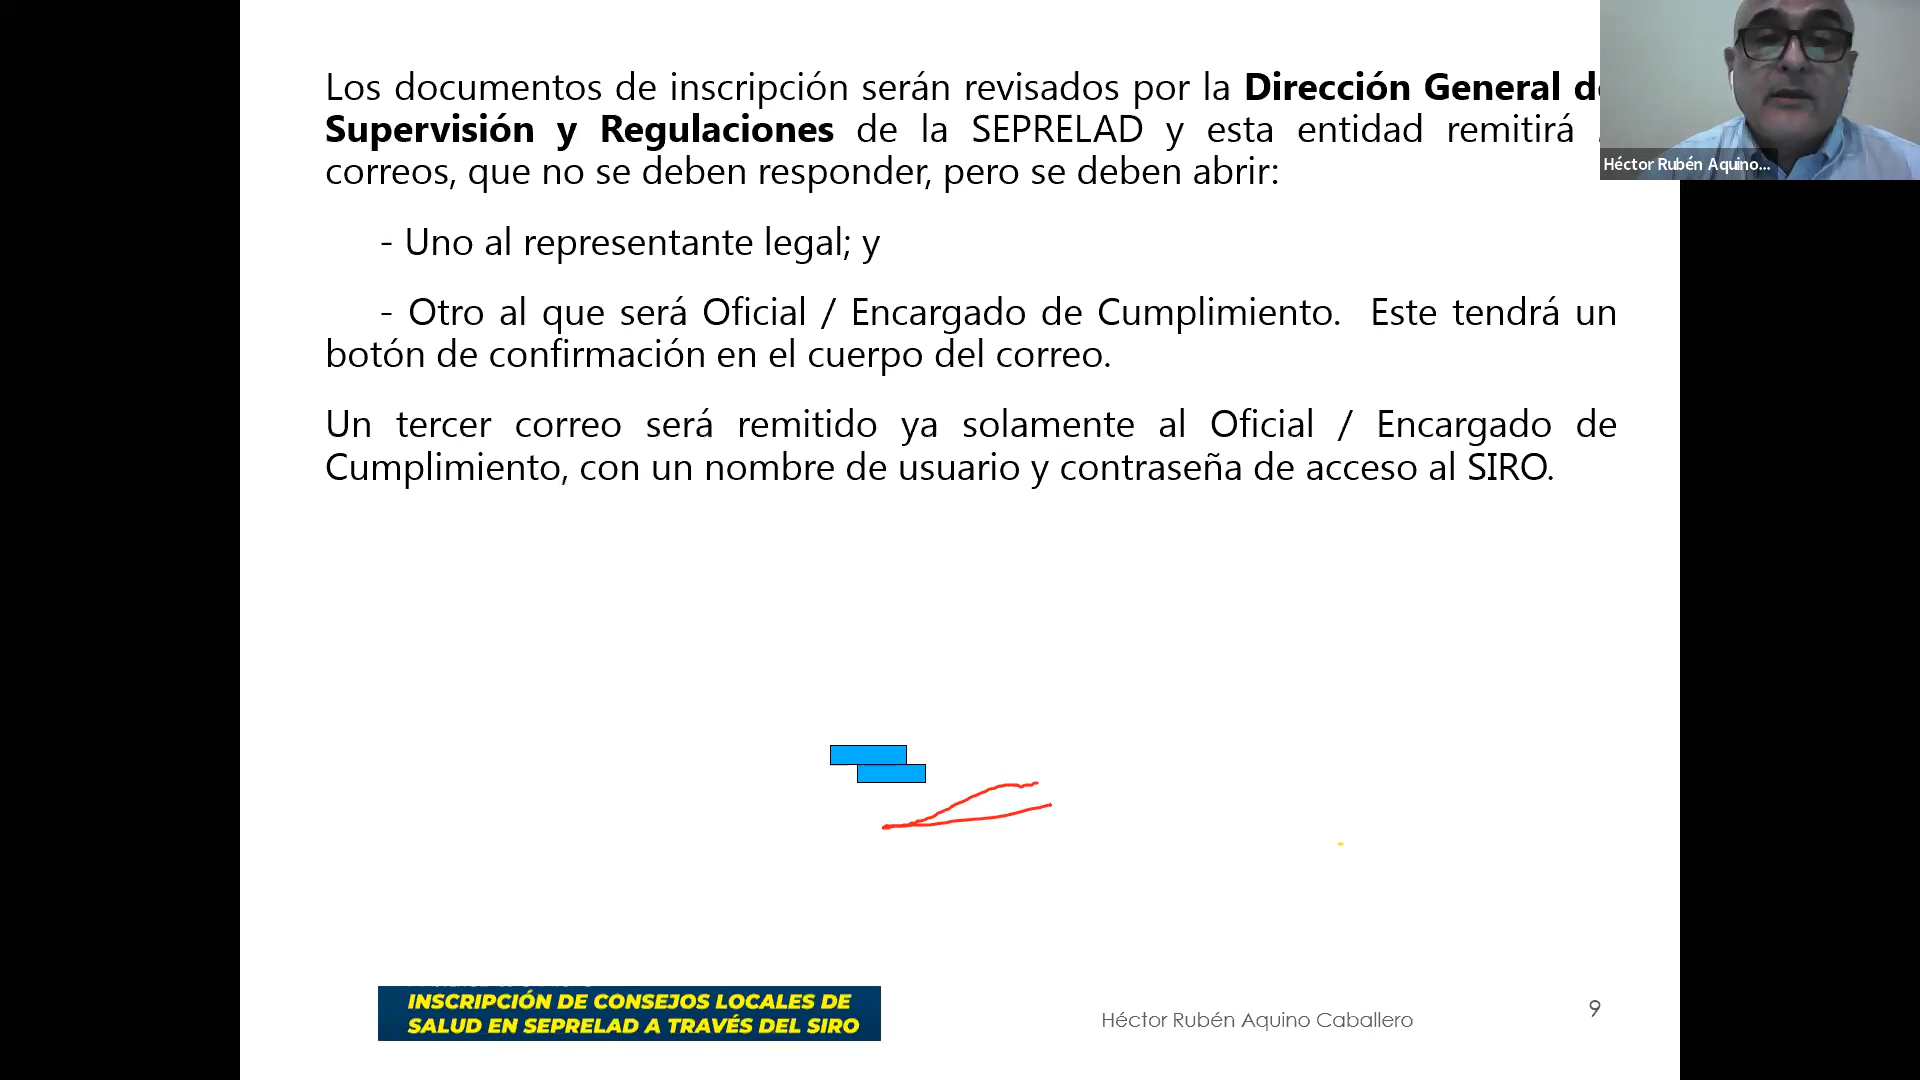 Los documentos de inscripción serán revisados por la Dirección General
Supervisión y Regulaciones de la SEPRELAD y esta entidad remitirá
correos, que no se deben responder, pero se deben abrir:
- Uno al representante legal; y
- Otro al que será Oficial / Encargado de Cumplimiento. Este tendrá un
botón de confirmación en el cuerpo del correo.
Un tercer correo será remitido ya solamente al Oficial / Encargado de
Cumplimiento, con un nombre de usuario y contraseña de acceso al SIRO.
Héctor Rubén Aquino...
INSCRIPCIÓN DE CONSEJOS LOCALES DE
SALUD EN SEPRELAD A TRAVÉS DEL SIRO
Héctor Rubén Aquino Caballero
9